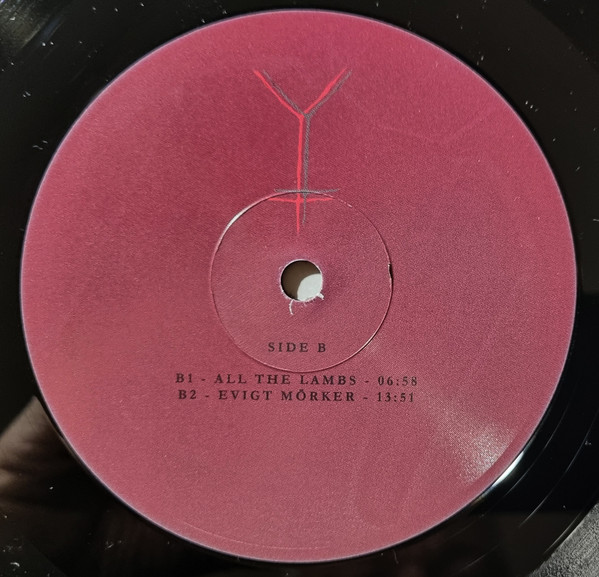 SIDE B
B1 - ALL THE LAMBS - 06:58
B2 - EVIGT MÖRKER - 13:51